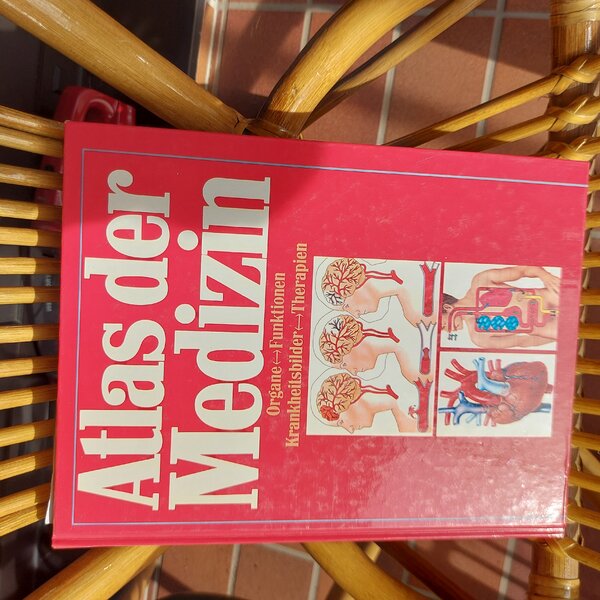 Atlas der
Medizin
Organe↔Funktionen
Krankheitsbilder↔Therapien